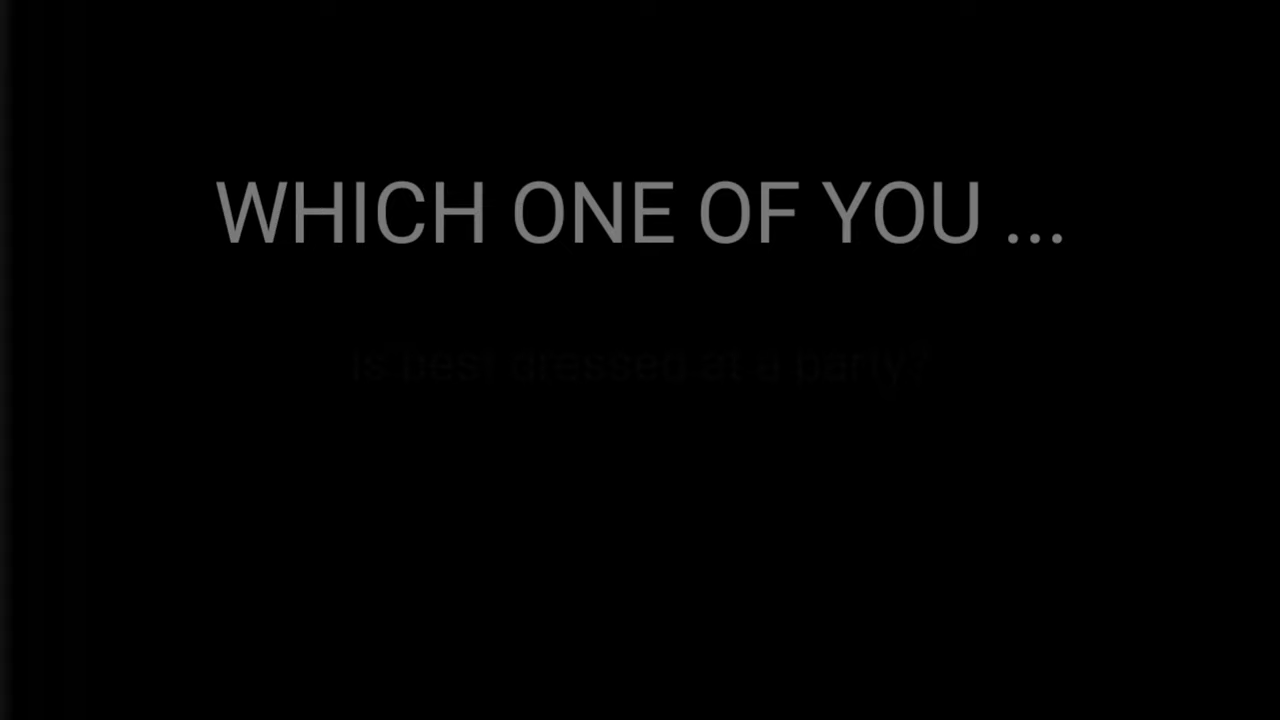 WHICH ONE OF YOU ...
is best dressed at a party?